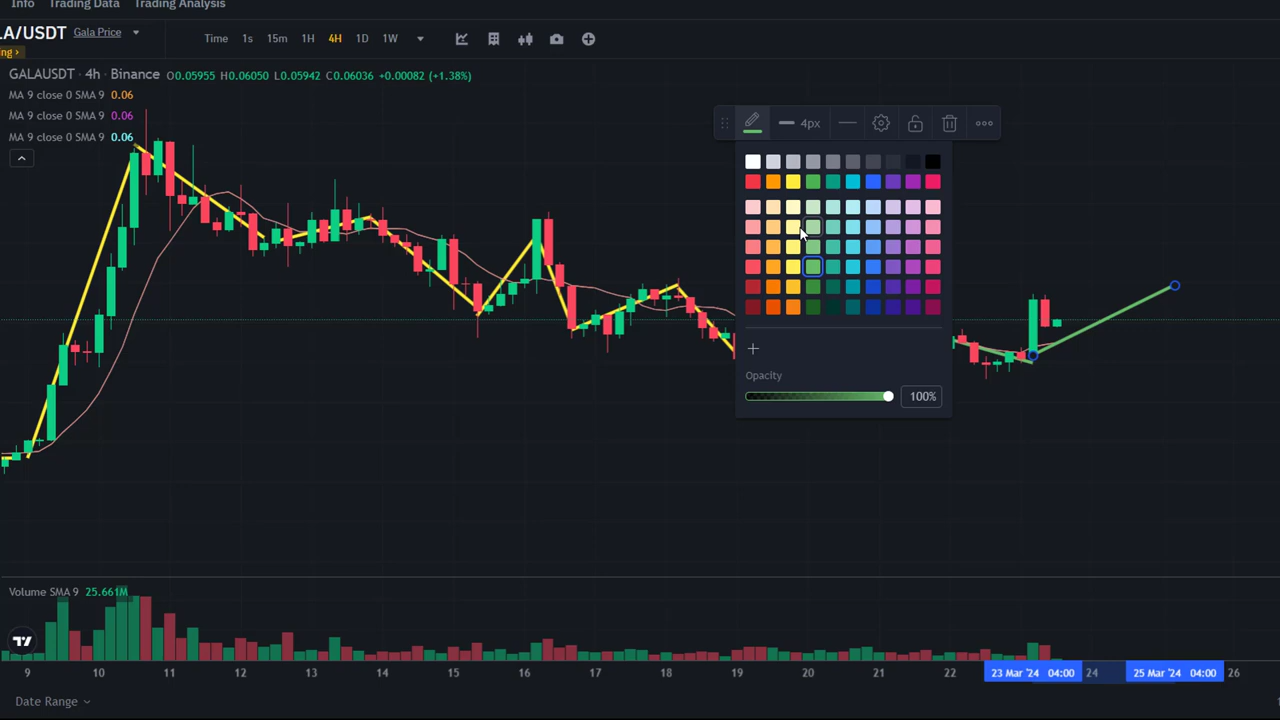 Info Trading Data Trading Analysis
LA/USDT Gala Price
ng ›
Time 1s 15m 1H 4H 1D 1W
GALAUSDT · 4h · Binance O0.05955 H0.06050 L0.05942 C0.06036 +0.00082 (+1.38%)
MA 9 close 0 SMA 9 0.06
MA 9 close 0 SMA 9 0.06
MA 9 close 0 SMA 9 0.06
4px
Opacity
100%
Volume SMA 9 25.661M
9 10 11 12 13 14 15 16 17 18 19 20 21 22 23 Mar '24 04:00 24 25 Mar '24 04:00 26
Date Range